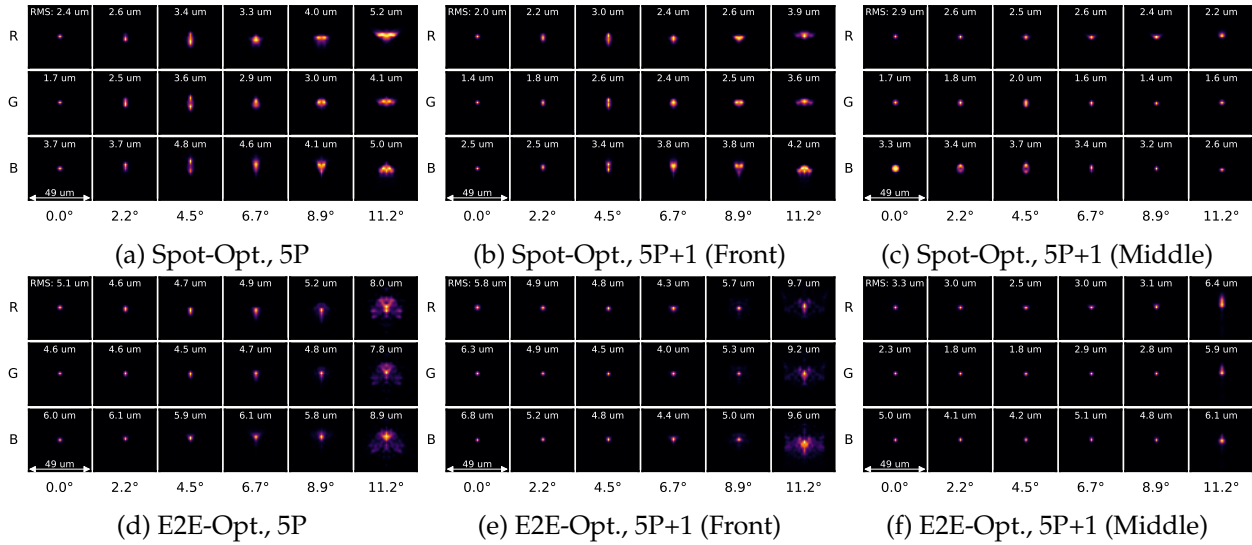 RMS: 2.4 um 2.6 um 3.4 um 3.3 um 4.0 um 5.2 um RMS: 2.0 um 2.2 um 3.0 um 2.4 um 2.6 um 3.9 um RMS: 2.9 um 2.6 um 2.5 um 2.6 um 2.4 um 2.2 um
R R R
1.7 um 2.5 um 3.6 um 2.9 um 3.0 um 4.1 um 1.4 um 1.8 um 2.6 um 2.4 um 2.5 um 3.6 um 1.7 um 1.8 um 2.0 um 1.6 um 1.4 um 1.6 um
G G G
3.7 um 3.7 um 4.8 um 4.6 um 4.1 um 5.0 um 2.5 um 2.5 um 3.4 um 3.8 um 3.8 um 4.2 um 3.3 um 3.4 um 3.7 um 3.4 um 3.2 um 2.6 um
B B B
49 um 49 um 49 um
0.0° 2.2° 4.5° 6.7° 8.9° 11.2° 0.0° 2.2° 4.5° 6.7° 8.9° 11.2° 0.0° 2.2° 4.5° 6.7° 8.9° 11.2°
(a) Spot-Opt., 5P (b) Spot-Opt., 5P+1 (Front) (c) Spot-Opt., 5P+1 (Middle)
RMS: 5.1 um 4.6 um 4.7 um 4.9 um 5.2 um 8.0 um RMS: 5.8 um 4.9 um 4.8 um 4.3 um 5.7 um 9.7 um RMS: 3.3 um 3.0 um 2.5 um 3.0 um 3.1 um 6.4 um
R R R
4.6 um 4.6 um 4.5 um 4.7 um 4.8 um 7.8 um 6.3 um 4.9 um 4.5 um 4.0 um 5.3 um 9.2 um 2.3 um 1.8 um 1.8 um 2.9 um 2.8 um 5.9 um
G G G
6.0 um 6.1 um 5.9 um 6.1 um 5.8 um 8.9 um 6.8 um 5.2 um 4.8 um 4.4 um 5.0 um 9.6 um 5.0 um 4.1 um 4.2 um 5.1 um 4.8 um 6.1 um
B B B
49 um 49 um 49 um
0.0° 2.2° 4.5° 6.7° 8.9° 11.2° 0.0° 2.2° 4.5° 6.7° 8.9° 11.2° 0.0° 2.2° 4.5° 6.7° 8.9° 11.2°
(d) E2E-Opt., 5P (e) E2E-Opt., 5P+1 (Front) (f) E2E-Opt., 5P+1 (Middle)